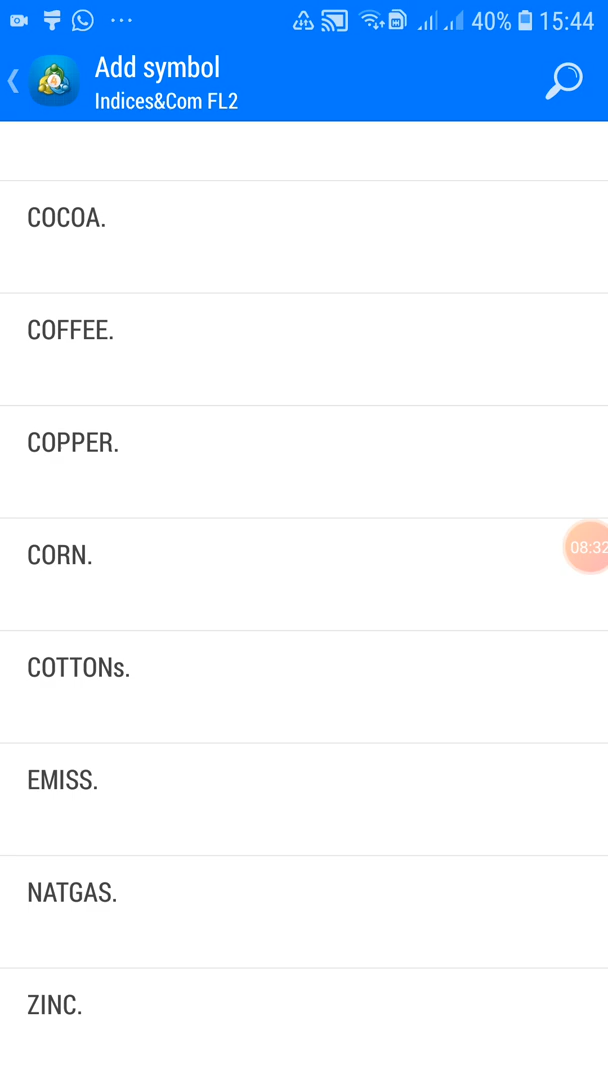 40% 15:44
Add symbol
Indices&Com FL2
COCOA.
COFFEE.
COPPER.
CORN.
08:32
COTTONs.
EMISS.
NATGAS.
ZINC.